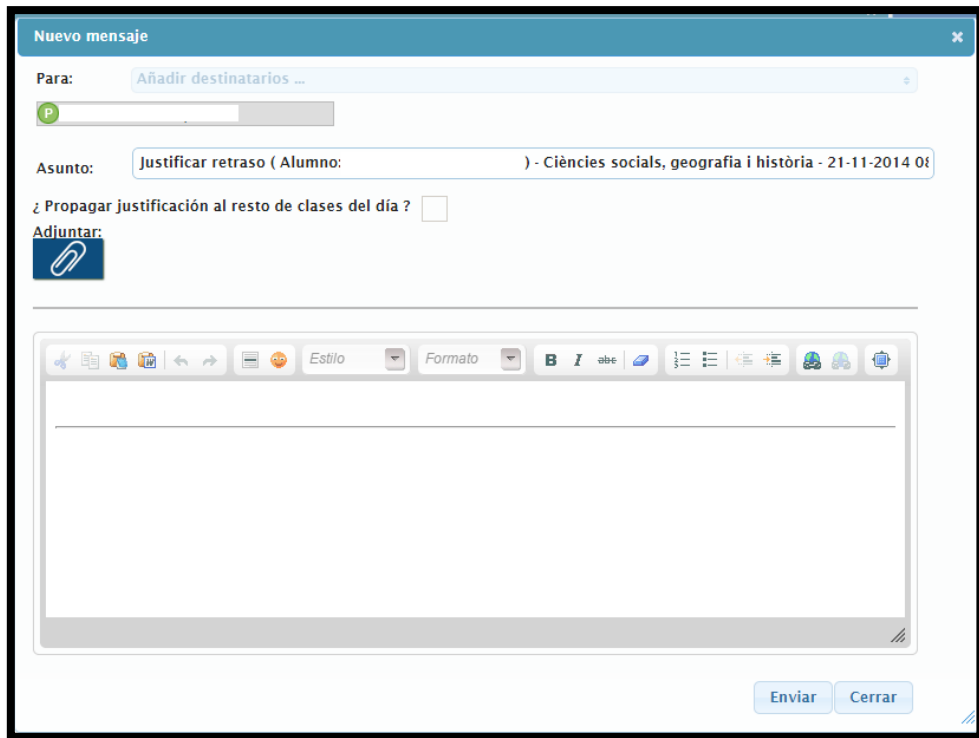 Nuevo mensaje
Para: Añadir destinatarios ...
P
Asunto: Justificar retraso ( Alumno: ) - Ciències socials, geografia i història - 21-11-2014 08
¿ Propagar justificación al resto de clases del día ?
Adjuntar:
Estilo Formato B I abc
Enviar Cerrar